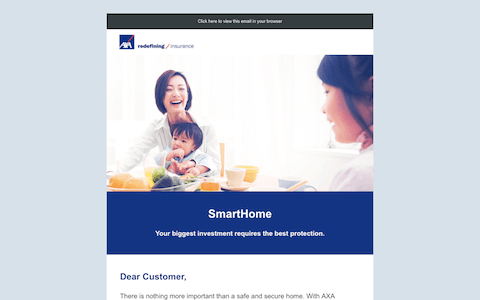 Click here to view this email in your browser
AXA redefining / insurance
SmartHome
Your biggest investment requires the best protection.
Dear Customer,
There is nothing more important than a safe and secure home. With AXA